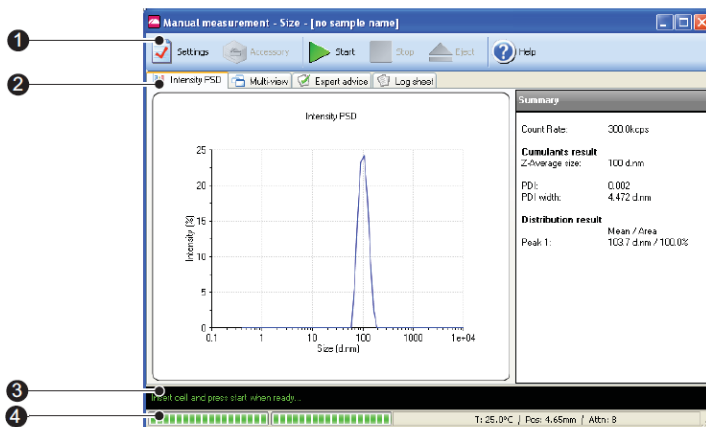 Manual measurement - Size - [no sample name]
1
Settings Accessory Start Stop Eject Help
2
Intensity PSD Multi-view Expert advice Log sheet
Summary
Intensity PSD
Count Rate: 300.0kcps
Cumulants result
Z-Average size: 100 d.nm
PDI: 0.002
PDI width: 4.472 d.nm
Distribution result
Mean / Area
Peak 1: 103.7 d.nm / 100.0%
Intensity (%)
25
20
15
10
5
0
0.1 1 10 100 1000 1e+04
Size (d.nm)
3
Insert cell and press start when ready...
4
T: 25.0°C / Pos: 4.65mm / Attn: 8